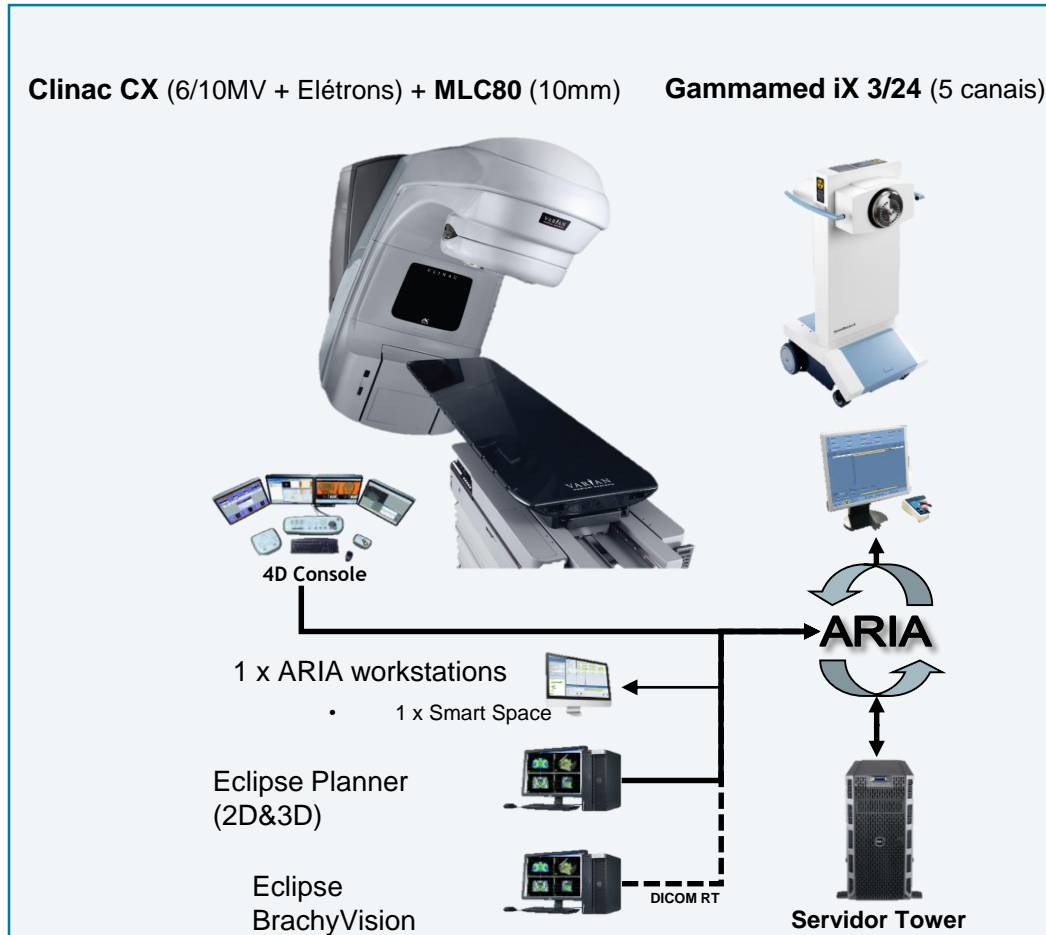 Clinac CX (6/10MV + Elétrons) + MLC80 (10mm)
Gammamed iX 3/24 (5 canais)
VARIAN
CLINAC
VARIAN
4D Console
ARIA
1 x ARIA workstations
• 1 x Smart Space
Eclipse Planner
(2D&3D)
Eclipse
BrachyVision
DICOM RT
Servidor Tower